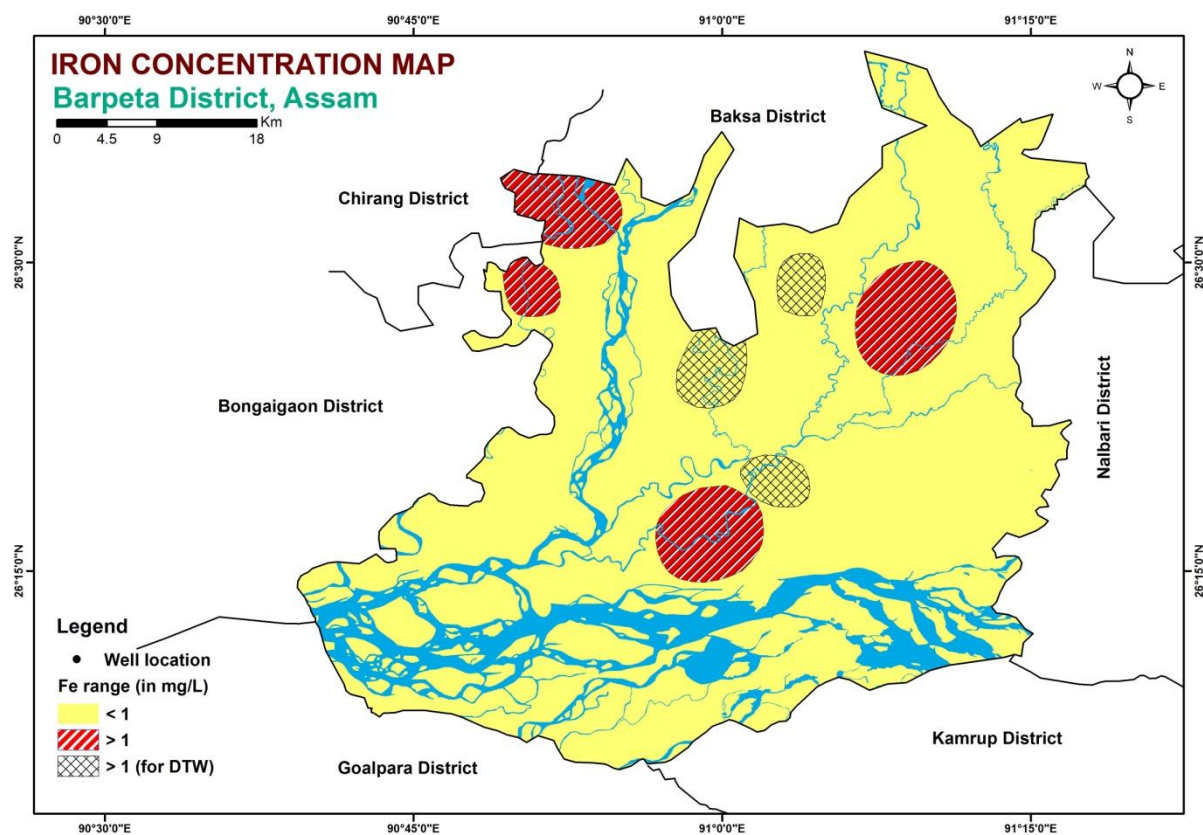 90°30'0"E
90°45'0"E
91°0'0"E
91°15'0"E
IRON CONCENTRATION MAP
Barpeta District, Assam
Km
0 4.5 9 18
N
W E
S
Baksa District
Chirang District
26°30'0"N
26°30'0"N
Bongaigaon District
Nalbari District
26°15'0"N
26°15'0"N
Legend
Well location
Fe range (in mg/L)
< 1
> 1
> 1 (for DTW)
Kamrup District
Goalpara District
90°30'0"E
90°45'0"E
91°0'0"E
91°15'0"E